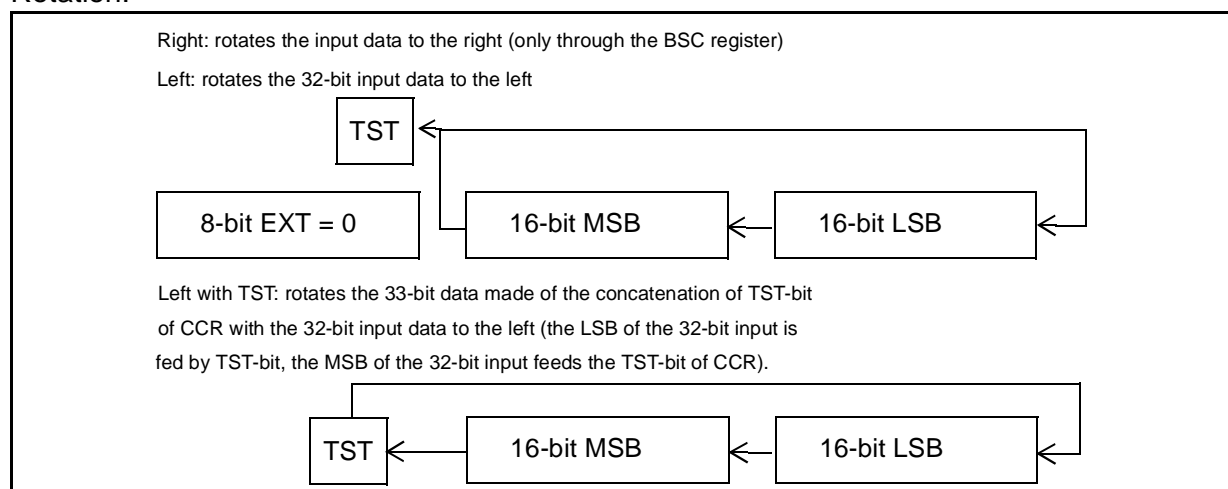 Rotation:
Right: rotates the input data to the right (only through the BSC register)
Left: rotates the 32-bit input data to the left
TST
8-bit EXT = 0
16-bit MSB
16-bit LSB
Left with TST: rotates the 33-bit data made of the concatenation of TST-bit
of CCR with the 32-bit input data to the left (the LSB of the 32-bit input is
fed by TST-bit, the MSB of the 32-bit input feeds the TST-bit of CCR).
TST
16-bit MSB
16-bit LSB